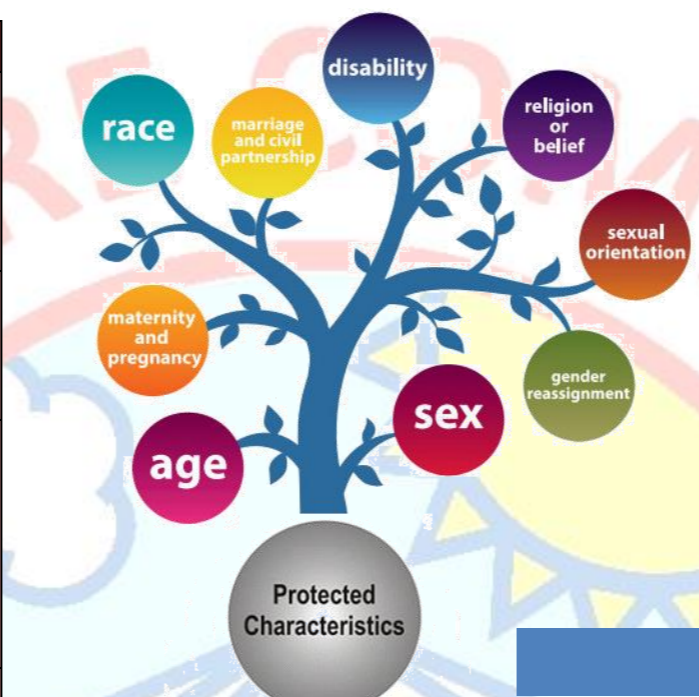 disability
race
marriage
and civil
partnership
religion
or
belief
sexual
orientation
maternity
and
pregnancy
gender
reassignment
sex
age
Protected
Characteristics